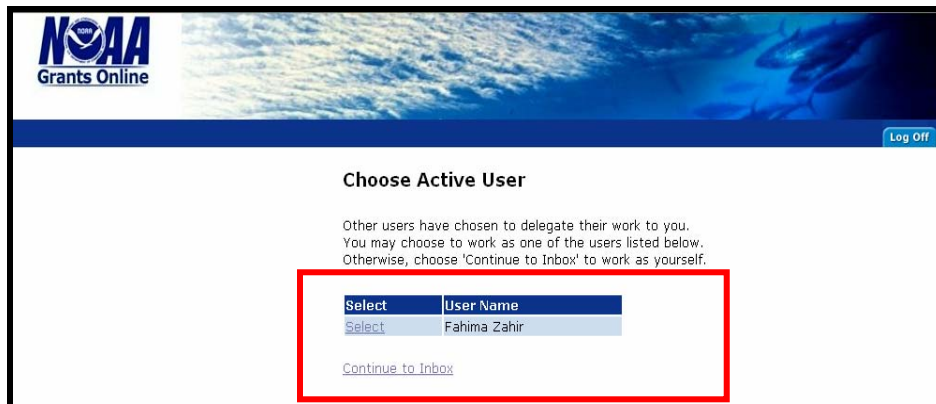 NOAA
Grants Online
Log Off
Choose Active User
Other users have chosen to delegate their work to you.
You may choose to work as one of the users listed below.
Otherwise, choose 'Continue to Inbox' to work as yourself.
Select User Name
Select Fahima Zahir
Continue to Inbox